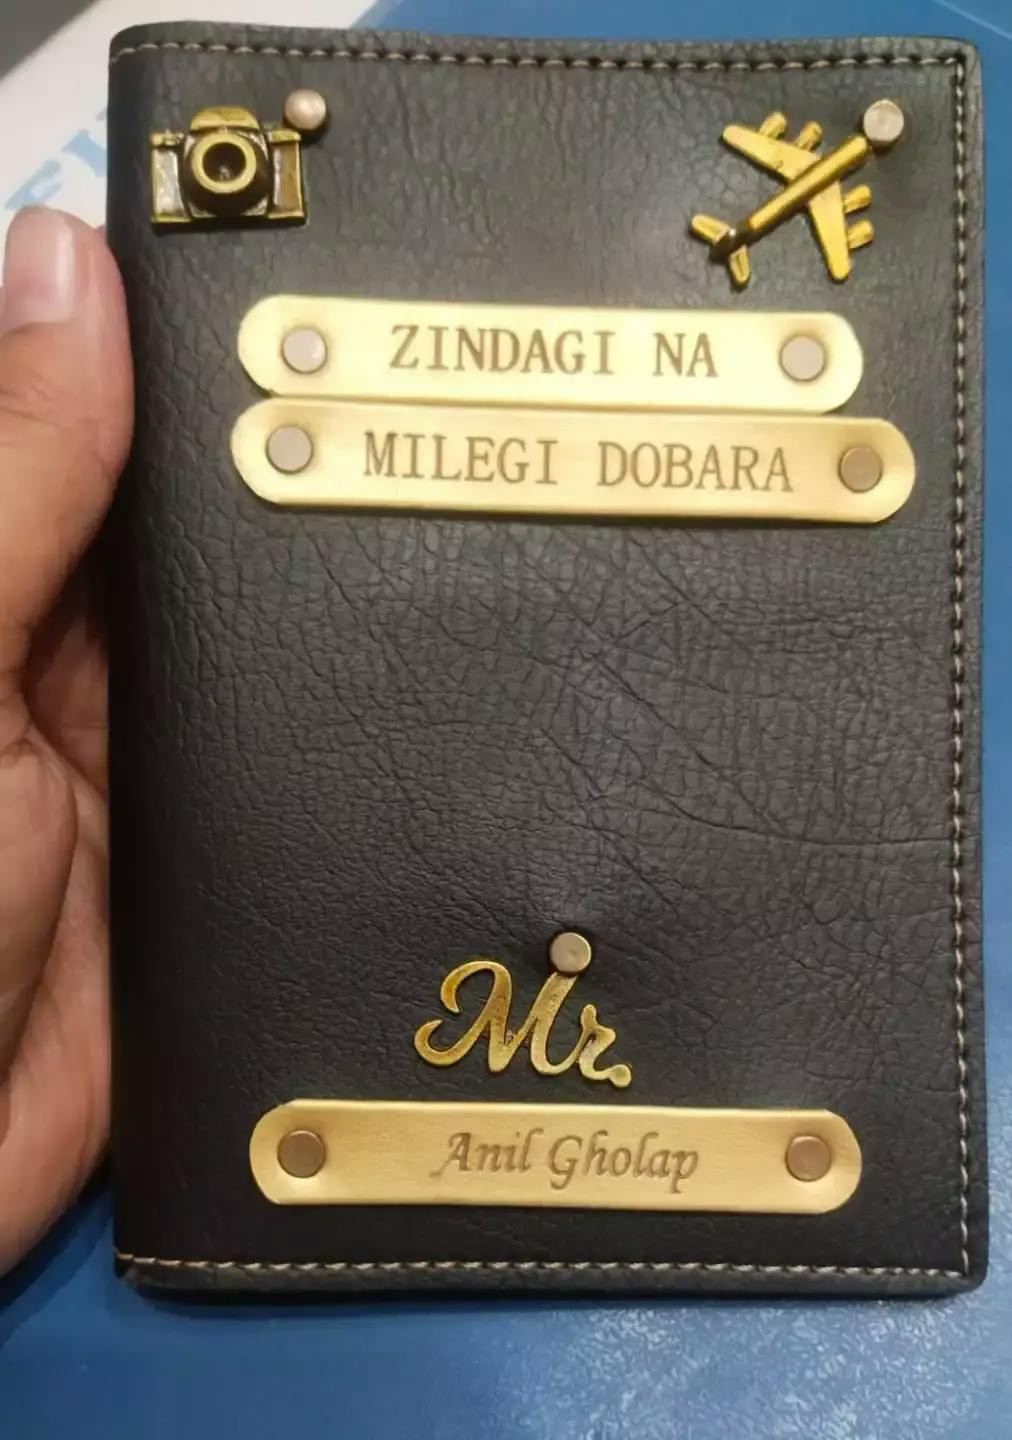 ZINDAGI NA
MILEGI DOBARA
Mr.
Anil Gholap